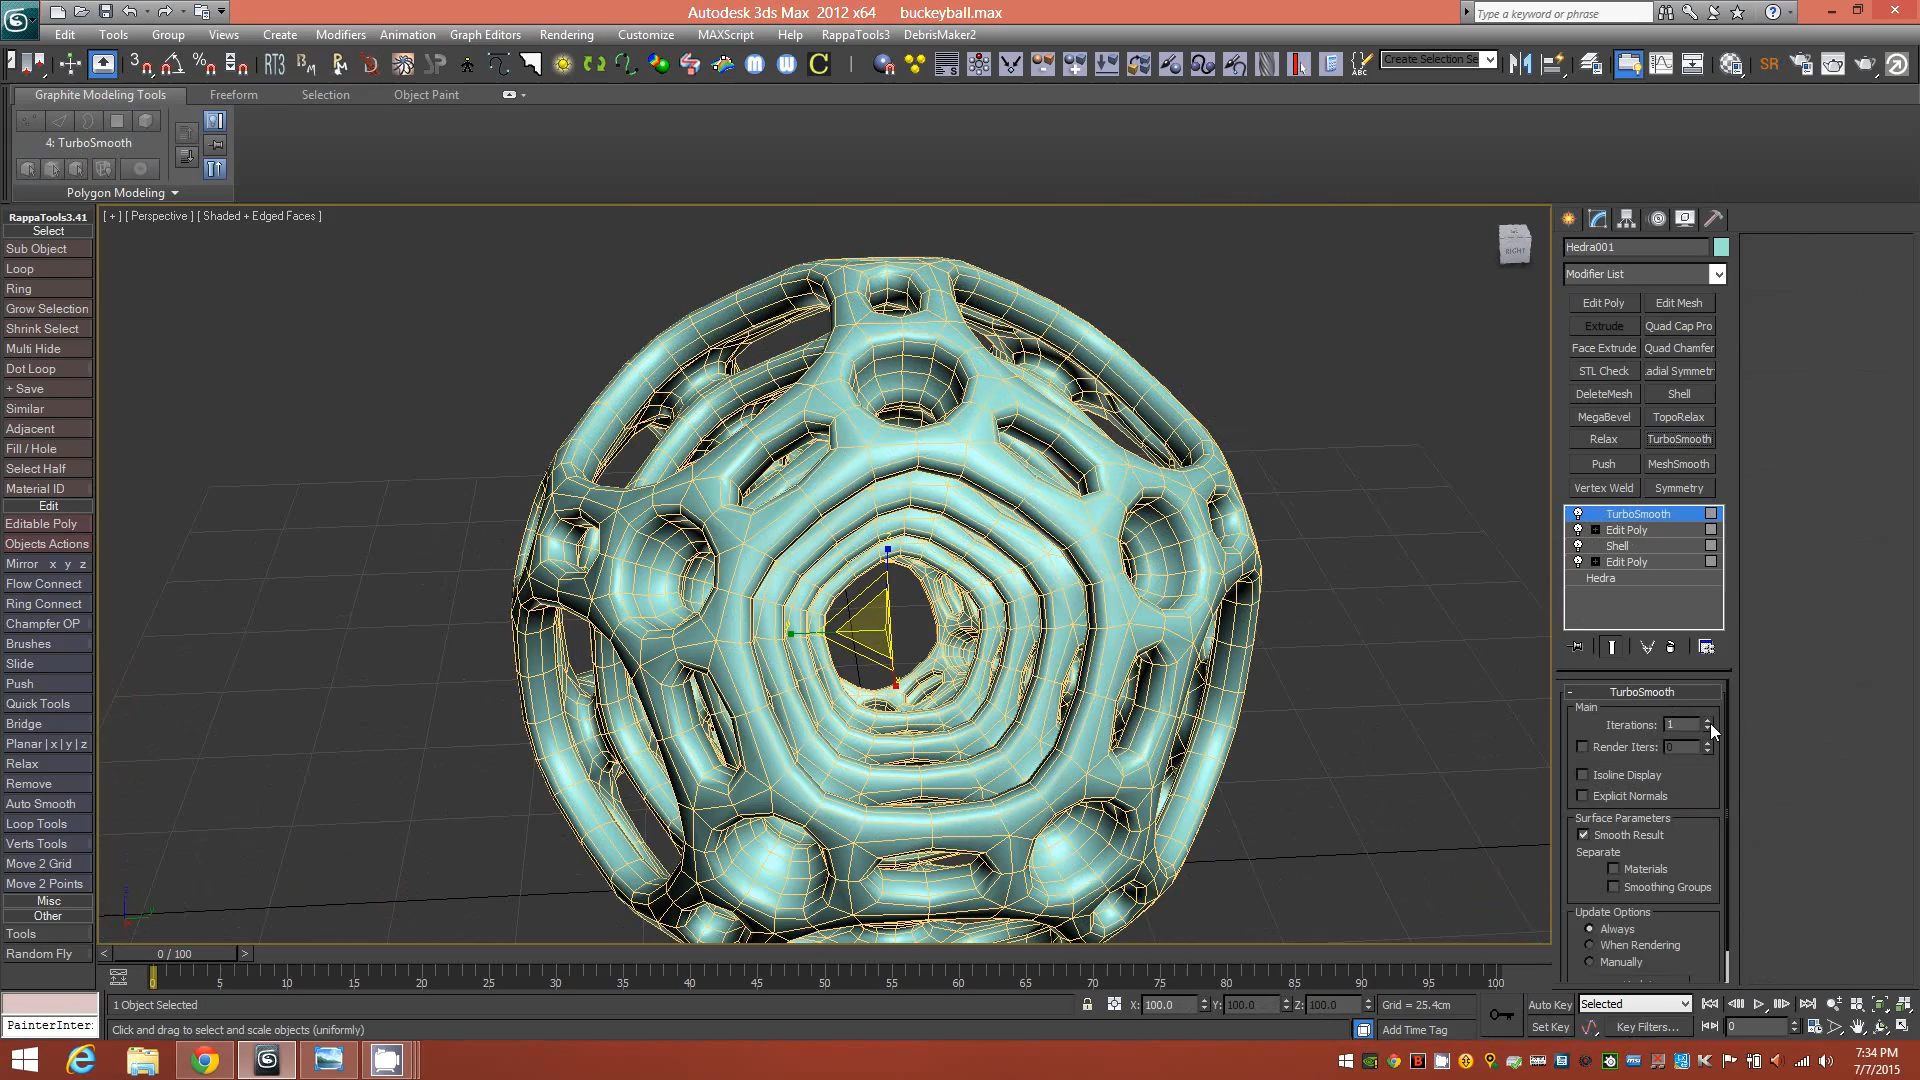 Autodesk 3ds Max 2012 x64 buckeyball.max
Type a keyword or phrase
Edit Tools Group Views Create Modifiers Animation Graph Editors Rendering Customize MAXScript Help RappaTools3 DebrisMaker2
RT3
Create Selection Se
SR
Graphite Modeling Tools Freeform Selection Object Paint
4: TurboSmooth
Polygon Modeling
RappaTools3.41
Select
Sub Object
Loop
Ring
Grow Selection
Shrink Select
Multi Hide
Dot Loop
+ Save
Similar
Adjacent
Fill / Hole
Select Half
Material ID
Edit
Editable Poly
Objects Actions
Mirror x y z
Flow Connect
Ring Connect
Champfer OP
Brushes
Slide
Push
Quick Tools
Bridge
Planar | x | y | z
Relax
Remove
Auto Smooth
Loop Tools
Verts Tools
Move 2 Grid
Move 2 Points
Misc
Other
Tools
Random Fly
[ + ] [ Perspective ] [ Shaded + Edged Faces ]
RIGHT
Hedra001
Modifier List
Edit Poly Edit Mesh
Extrude Quad Cap Pro
Face Extrude Quad Chamfer
STL Check adial Symmetr
DeleteMesh Shell
MegaBevel TopoRelax
Relax TurboSmooth
Push MeshSmooth
Vertex Weld Symmetry
TurboSmooth
Edit Poly
Shell
Edit Poly
Hedra
- TurboSmooth
Main
Iterations: 1
Render Iters: 0
Isoline Display
Explicit Normals
Surface Parameters
Smooth Result
Separate
Materials
Smoothing Groups
Update Options
Always
When Rendering
Manually
< 0 / 100 >
0 5 10 15 20 25 30 35 40 45 50 55 60 65 70 75 80 85 90 95 100
1 Object Selected X: 100.0 Y: 100.0 Z: 100.0 Grid = 25.4cm Auto Key Selected
PainterInter:
Click and drag to select and scale objects (uniformly) Add Time Tag Set Key Key Filters... 0
7:34 PM
7/7/2015